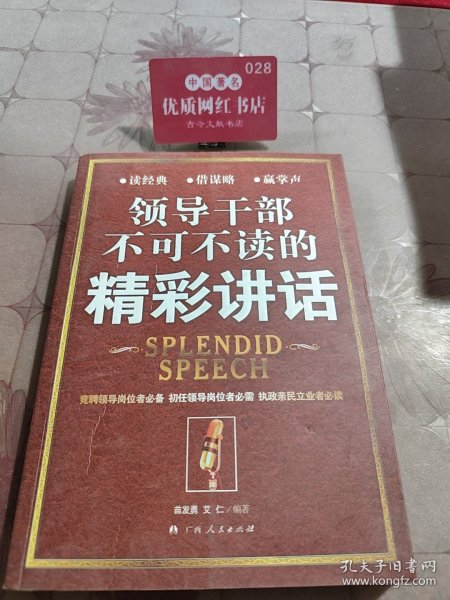 028
中国著名
优质网红书店
古今文献书店
•读经典 •借谋略 •赢掌声
领导干部
不可不读的
精彩讲话
SPLENDID
SPEECH
竞聘领导岗位者必备 初任领导岗位者必需 执政亲民立业者必读
苗发勇 艾仁/编著
广西人民出版社
孔夫子旧书网
www.kongfz.com